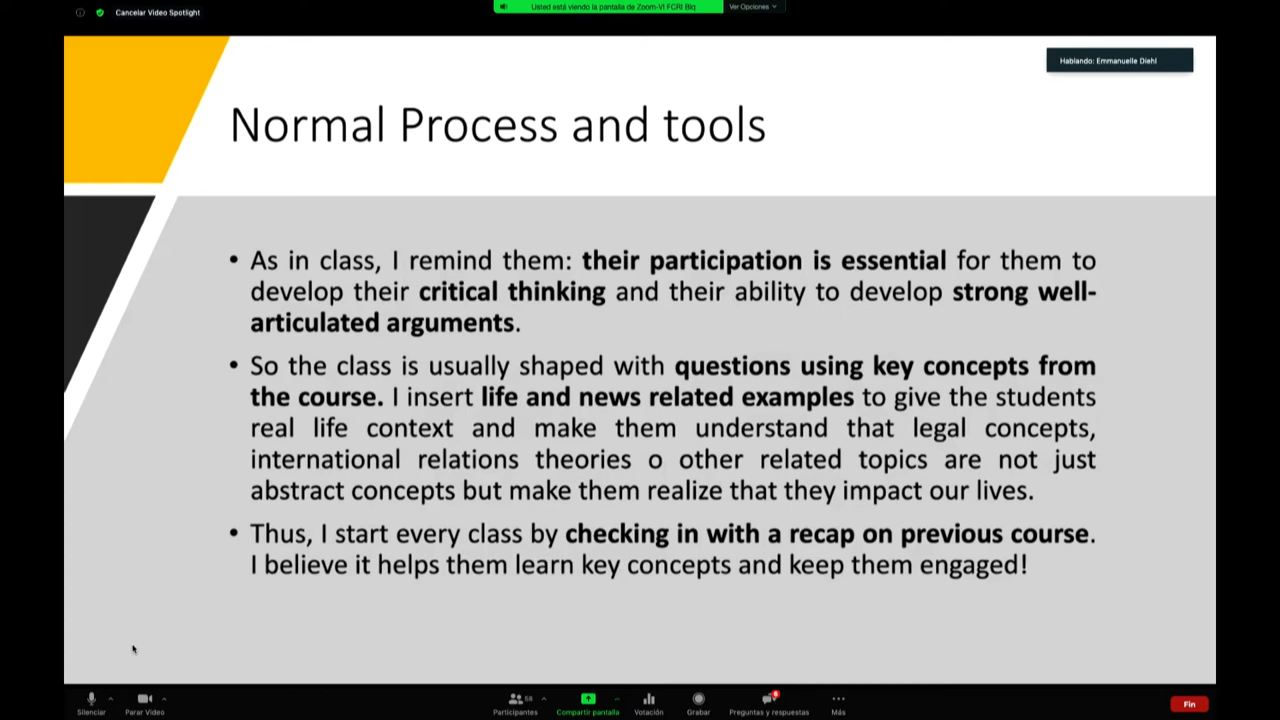 Cancelar Video Spotlight
Usted está viendo la pantalla de Zoom-VI FCRI Blq
Ver Opciones
Hablando: Emmanuelle Diehl
Normal Process and tools
• As in class, I remind them: their participation is essential for them to
develop their critical thinking and their ability to develop strong well-
articulated arguments.
• So the class is usually shaped with questions using key concepts from
the course. I insert life and news related examples to give the students
real life context and make them understand that legal concepts,
international relations theories o other related topics are not just
abstract concepts but make them realize that they impact our lives.
• Thus, I start every class by checking in with a recap on previous course.
I believe it helps them learn key concepts and keep them engaged!
58
6
Silenciar
Parar Video
Participantes
Compartir pantalla
Votación
Grabar
Preguntas y respuestas
Más
Fin